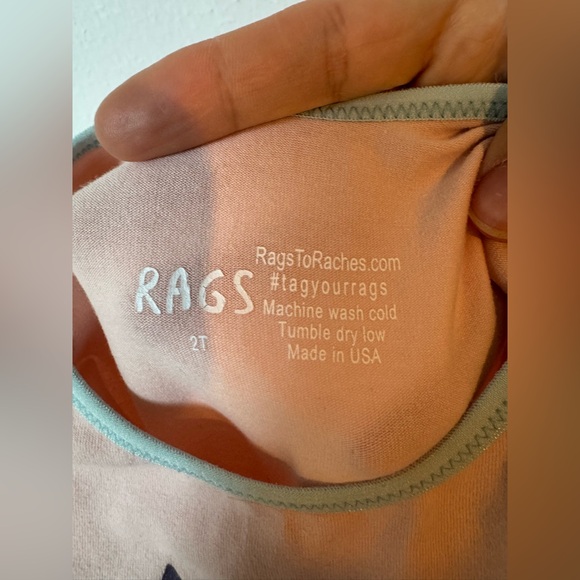 RAGS
2T
RagsToRaches.com
#tagyourrags
Machine wash cold
Tumble dry low
Made in USA